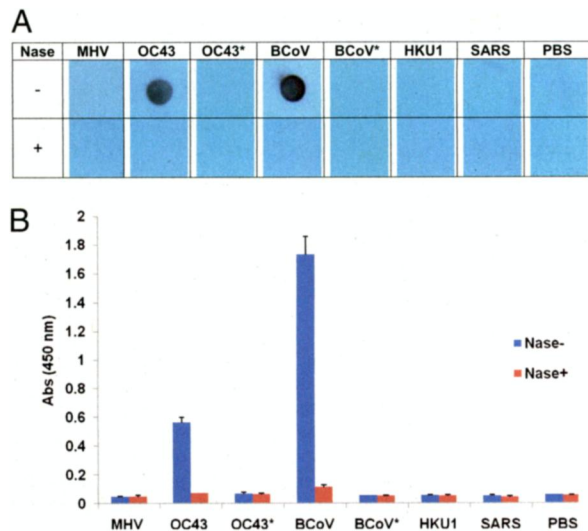 A
Nase MHV OC43 OC43* BCoV BCoV* HKU1 SARS PBS
-
+
B
2
1.8
1.6
1.4
1.2
1
0.8
0.6
0.4
0.2
0
Abs (450 nm)
Nase-
Nase+
MHV OC43 OC43* BCoV BCoV* HKU1 SARS PBS